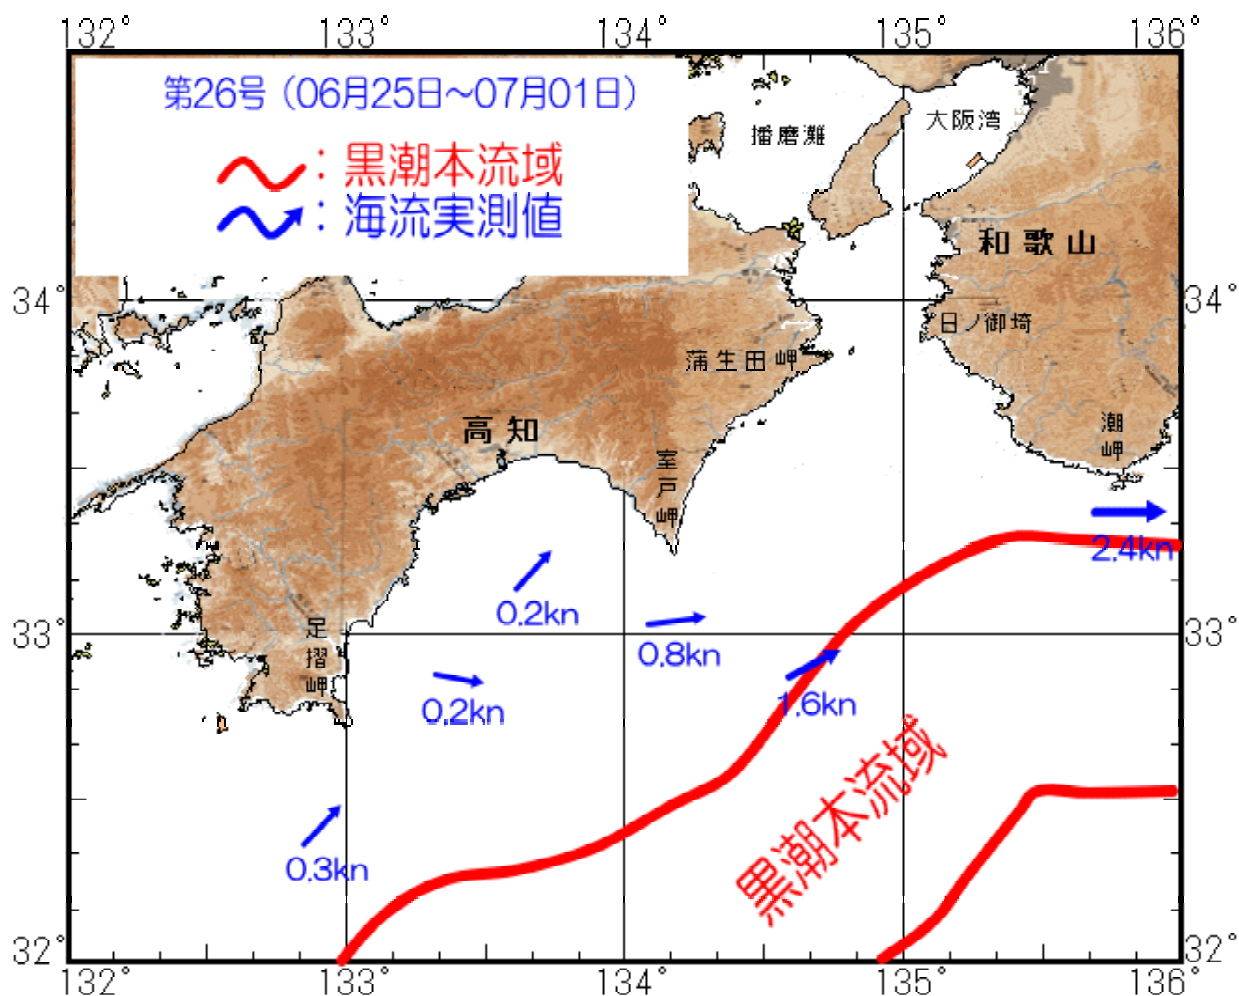 132° 133° 134° 135° 136°
第26号（06月25日～07月01日）
：黒潮本流域
：海流実測値
播磨灘
大阪湾
和歌山
34°
34°
日ノ御埼
蒲生田岬
潮岬
高知
室戸岬
2.4kn
0.2kn
足摺岬
33°
33°
0.8kn
0.2kn
1.6kn
黒潮本流域
0.3kn
32°
32°
132° 133° 134° 135° 136°